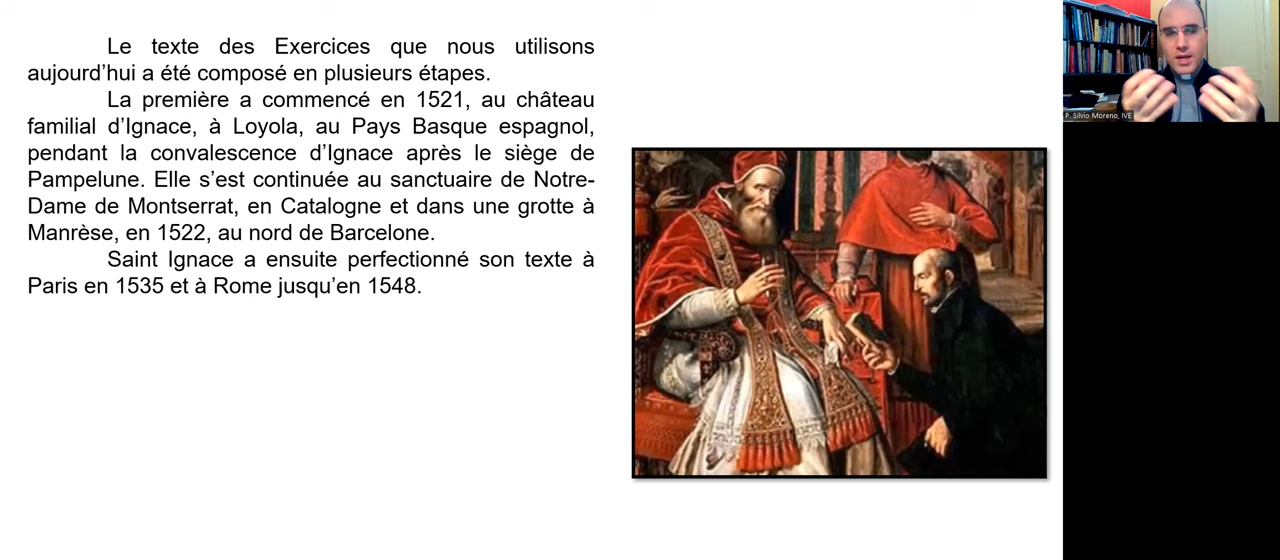 Le texte des Exercices que nous utilisons
aujourd’hui a été composé en plusieurs étapes.
La première a commencé en 1521, au château
familial d’Ignace, à Loyola, au Pays Basque espagnol,
pendant la convalescence d’Ignace après le siège de
Pampelune. Elle s’est continuée au sanctuaire de Notre-
Dame de Montserrat, en Catalogne et dans une grotte à
Manrèse, en 1522, au nord de Barcelone.
Saint Ignace a ensuite perfectionné son texte à
Paris en 1535 et à Rome jusqu’en 1548.
P. Silvio Moreno, IVE